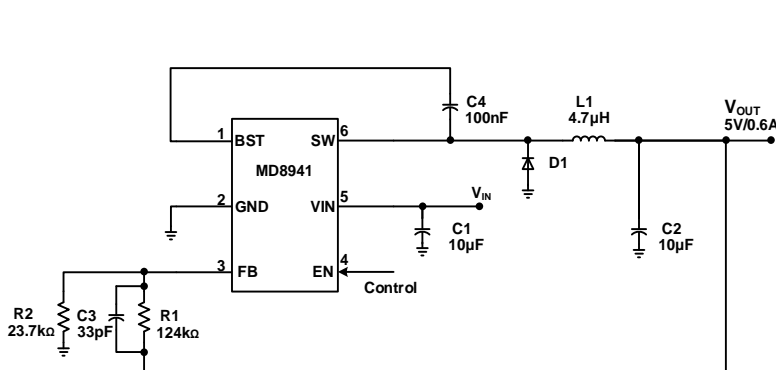 C4
100nF
L1
4.7µH
VOUT
5V/0.6A
1
BST
SW
6
MD8941
D1
2
GND
VIN
5
VIN
C1
10µF
C2
10µF
3
FB
EN
4
Control
R2
23.7kΩ
C3
33pF
R1
124kΩ